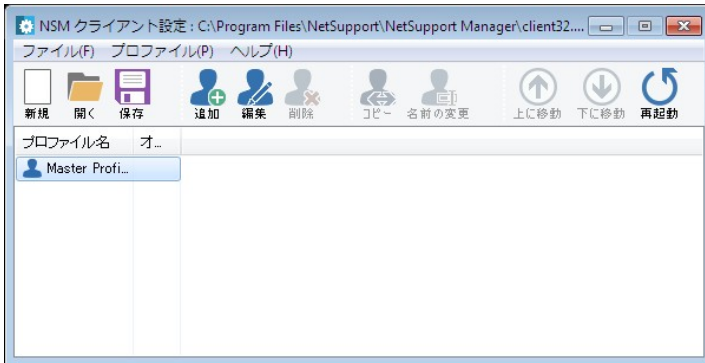 NSM クライアント設定 : C:\Program Files\NetSupport\NetSupport Manager\client32....
ファイル(F) プロファイル(P) ヘルプ(H)
新規 開く 保存 追加 編集 削除 コピー 名前の変更 上に移動 下に移動 再起動
プロファイル名 オ...
Master Profi...